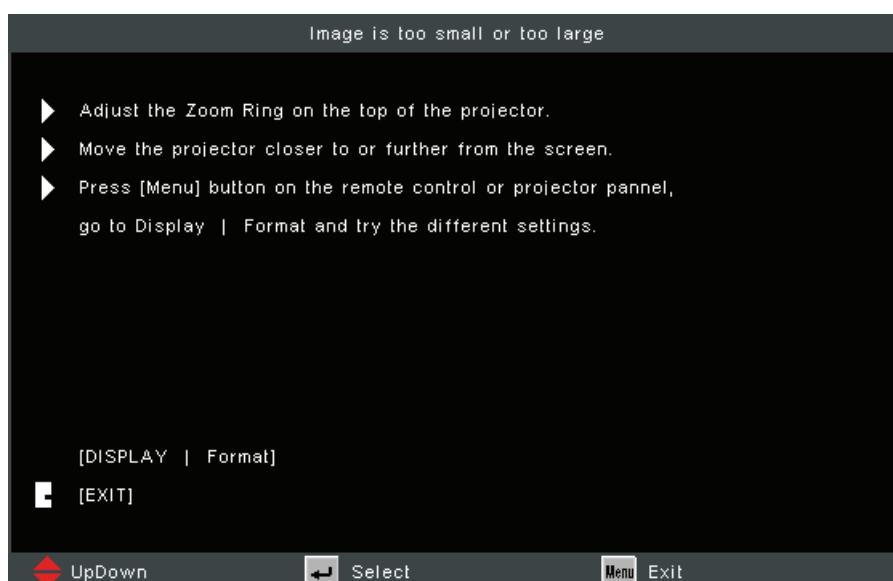 Image is too small or too large
Adjust the Zoom Ring on the top of the projector.
Move the projector closer to or further from the screen.
Press [Menu] button on the remote control or projector pannel,
go to Display | Format and try the different settings.
[DISPLAY | Format]
[EXIT]
UpDown Select Menu Exit